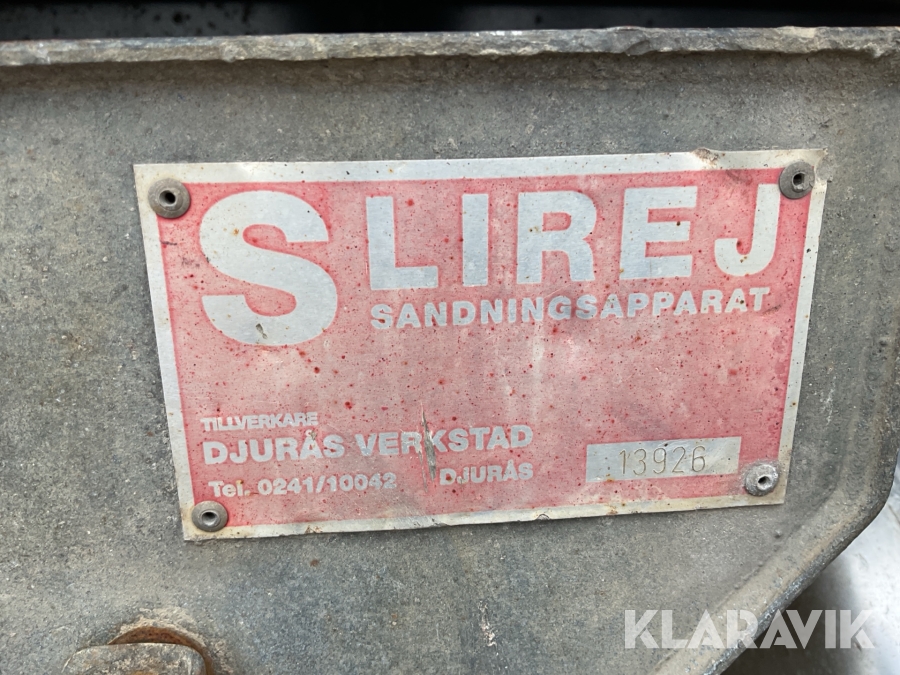 SLIREJ
SANDNINGSAPPARAT
TILLVERKARE
DJURÅS VERKSTAD
Tel. 0241/10042 DJURÅS
13926
KLARAVIK